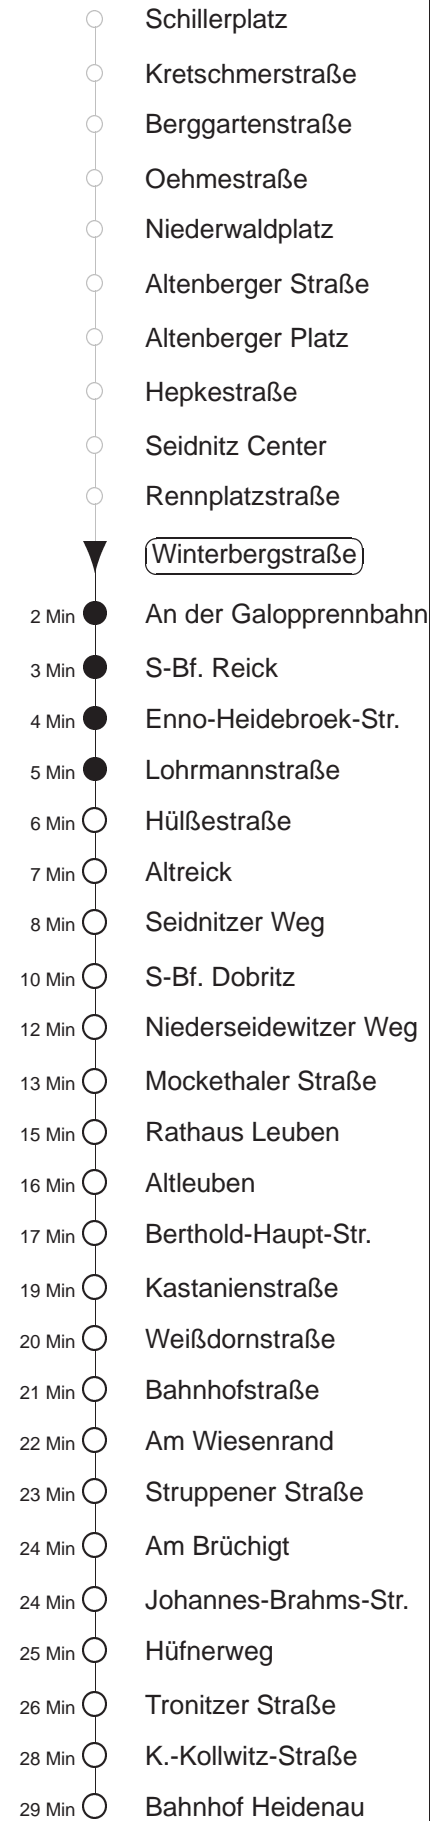 Schillerplatz
Kretschmerstraße
Berggartenstraße
Oehmestraße
Niederwaldplatz
Altenberger Straße
Altenberger Platz
Hepkestraße
Seidnitz Center
Rennplatzstraße
Winterbergstraße
2 Min An der Galopprennbahn
3 Min S-Bf. Reick
4 Min Enno-Heidebroek-Str.
5 Min Lohrmannstraße
6 Min Hülßestraße
7 Min Altreick
8 Min Seidnitzer Weg
10 Min S-Bf. Dobritz
12 Min Niederseidewitzer Weg
13 Min Mockethaler Straße
15 Min Rathaus Leuben
16 Min Altleuben
17 Min Berthold-Haupt-Str.
19 Min Kastanienstraße
20 Min Weißdornstraße
21 Min Bahnhofstraße
22 Min Am Wiesenrand
23 Min Struppener Straße
24 Min Am Brüchigt
24 Min Johannes-Brahms-Str.
25 Min Hüfnerweg
26 Min Tronitzer Straße
28 Min K.-Kollwitz-Straße
29 Min Bahnhof Heidenau